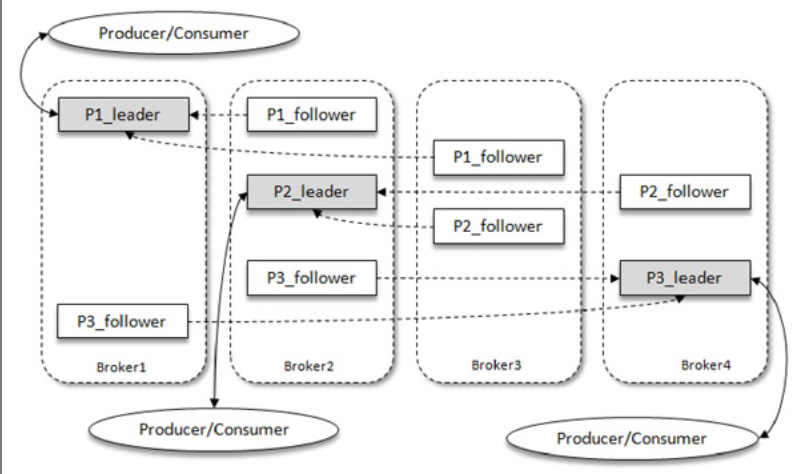 Producer/Consumer
P1_leader
P1_follower
P1_follower
P2_leader
P2_follower
P2_follower
P3_follower
P3_leader
P3_follower
Broker1
Broker2
Broker3
Broker4
Producer/Consumer
Producer/Consumer